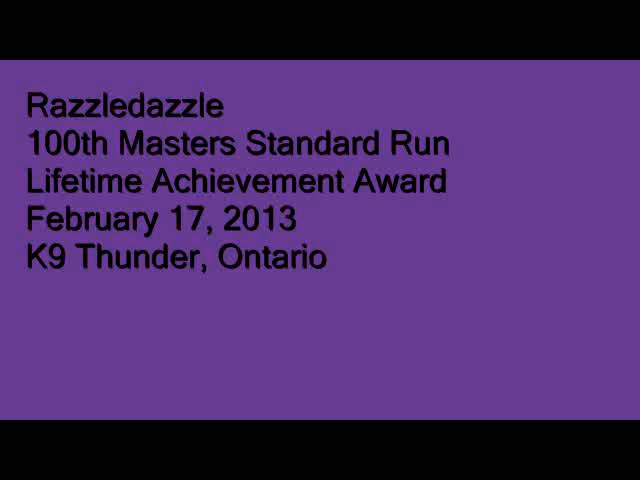 Razzledazzle
100th Masters Standard Run
Lifetime Achievement Award
February 17, 2013
K9 Thunder, Ontario